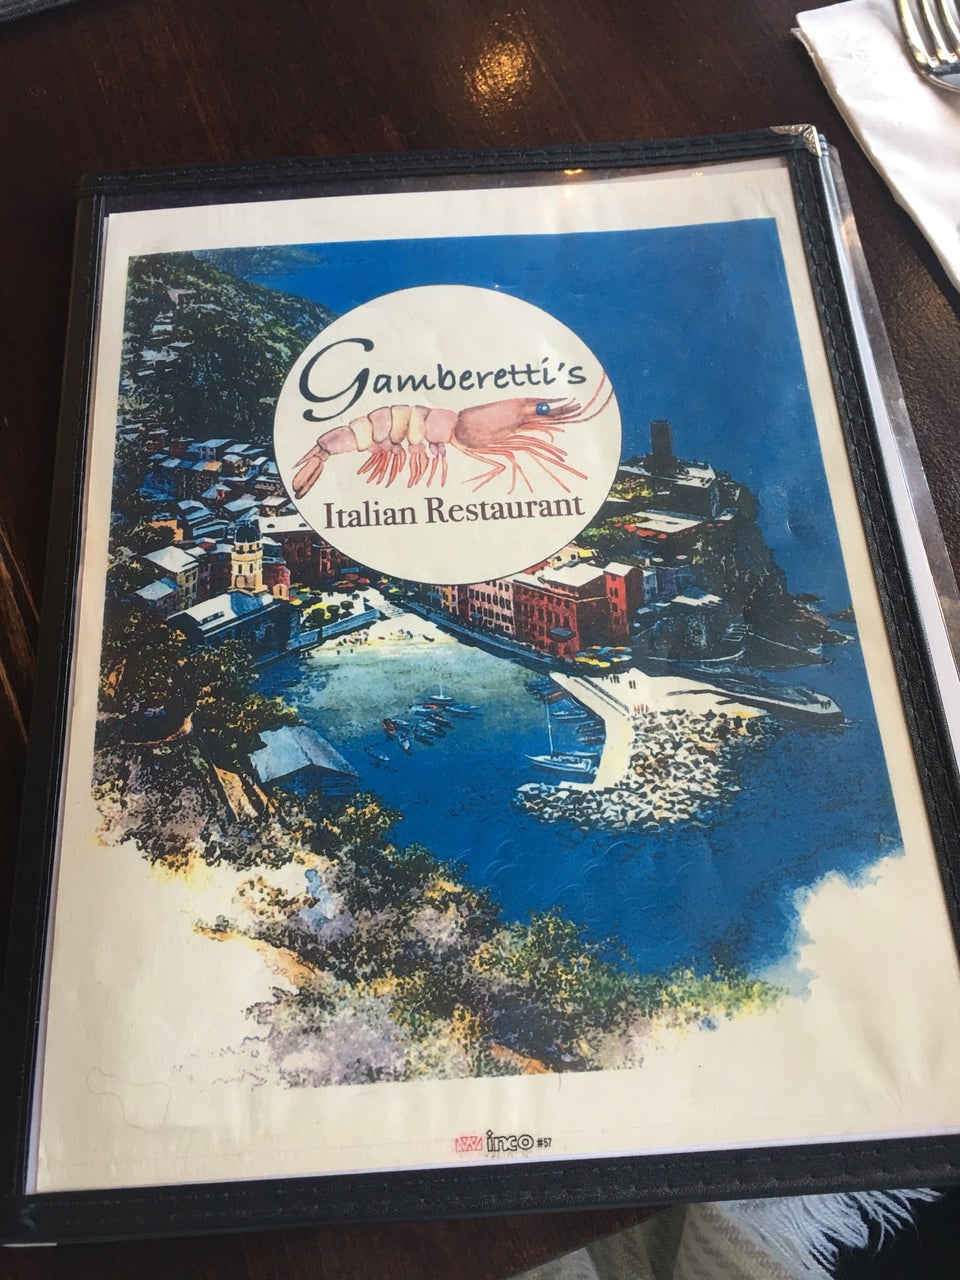 Gamberetti's
Italian Restaurant
inco #57